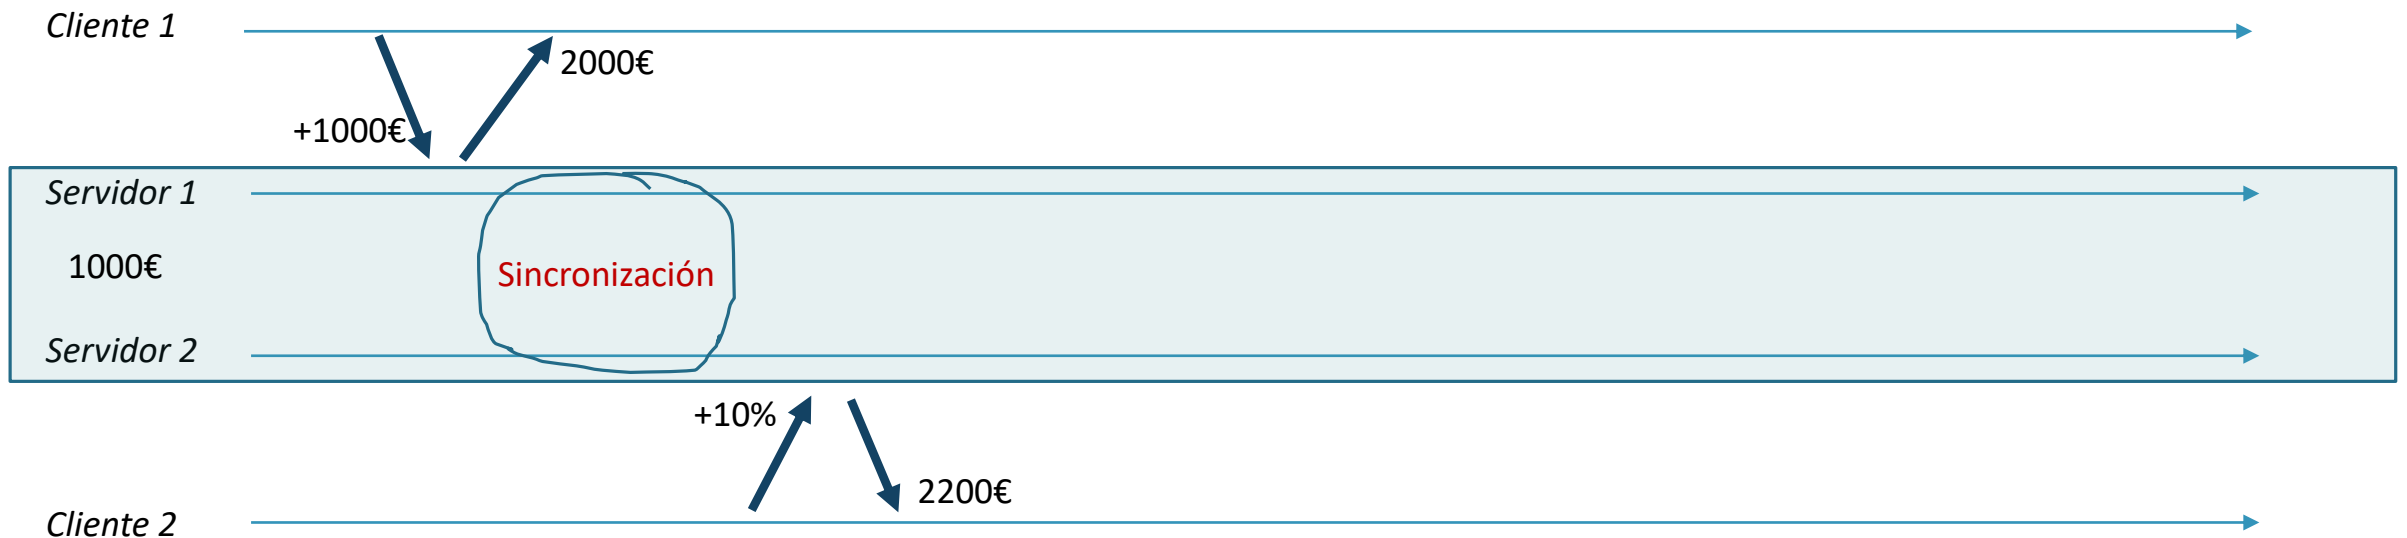 Cliente 1
2000€
+1000€
Servidor 1
1000€
Sincronización
Servidor 2
+10%
2200€
Cliente 2